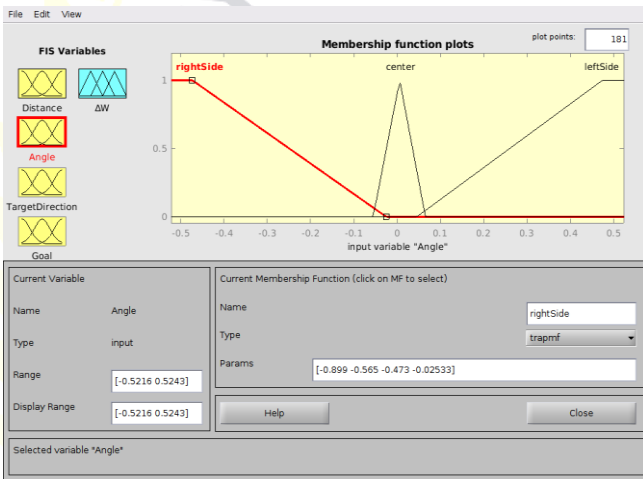 File Edit View
FIS Variables
Distance ΔW
Angle
TargetDirection
Goal
Membership function plots
plot points: 181
rightSide center leftSide
1
0.5
0
-0.5 -0.4 -0.3 -0.2 -0.1 0 0.1 0.2 0.3 0.4 0.5
input variable "Angle"
Current Variable
Name Angle
Type input
Range [-0.5216 0.5243]
Display Range [-0.5216 0.5243]
Current Membership Function (click on MF to select)
Name rightSide
Type trapmf
Params [-0.899 -0.565 -0.473 -0.02533]
Help Close
Selected variable "Angle"